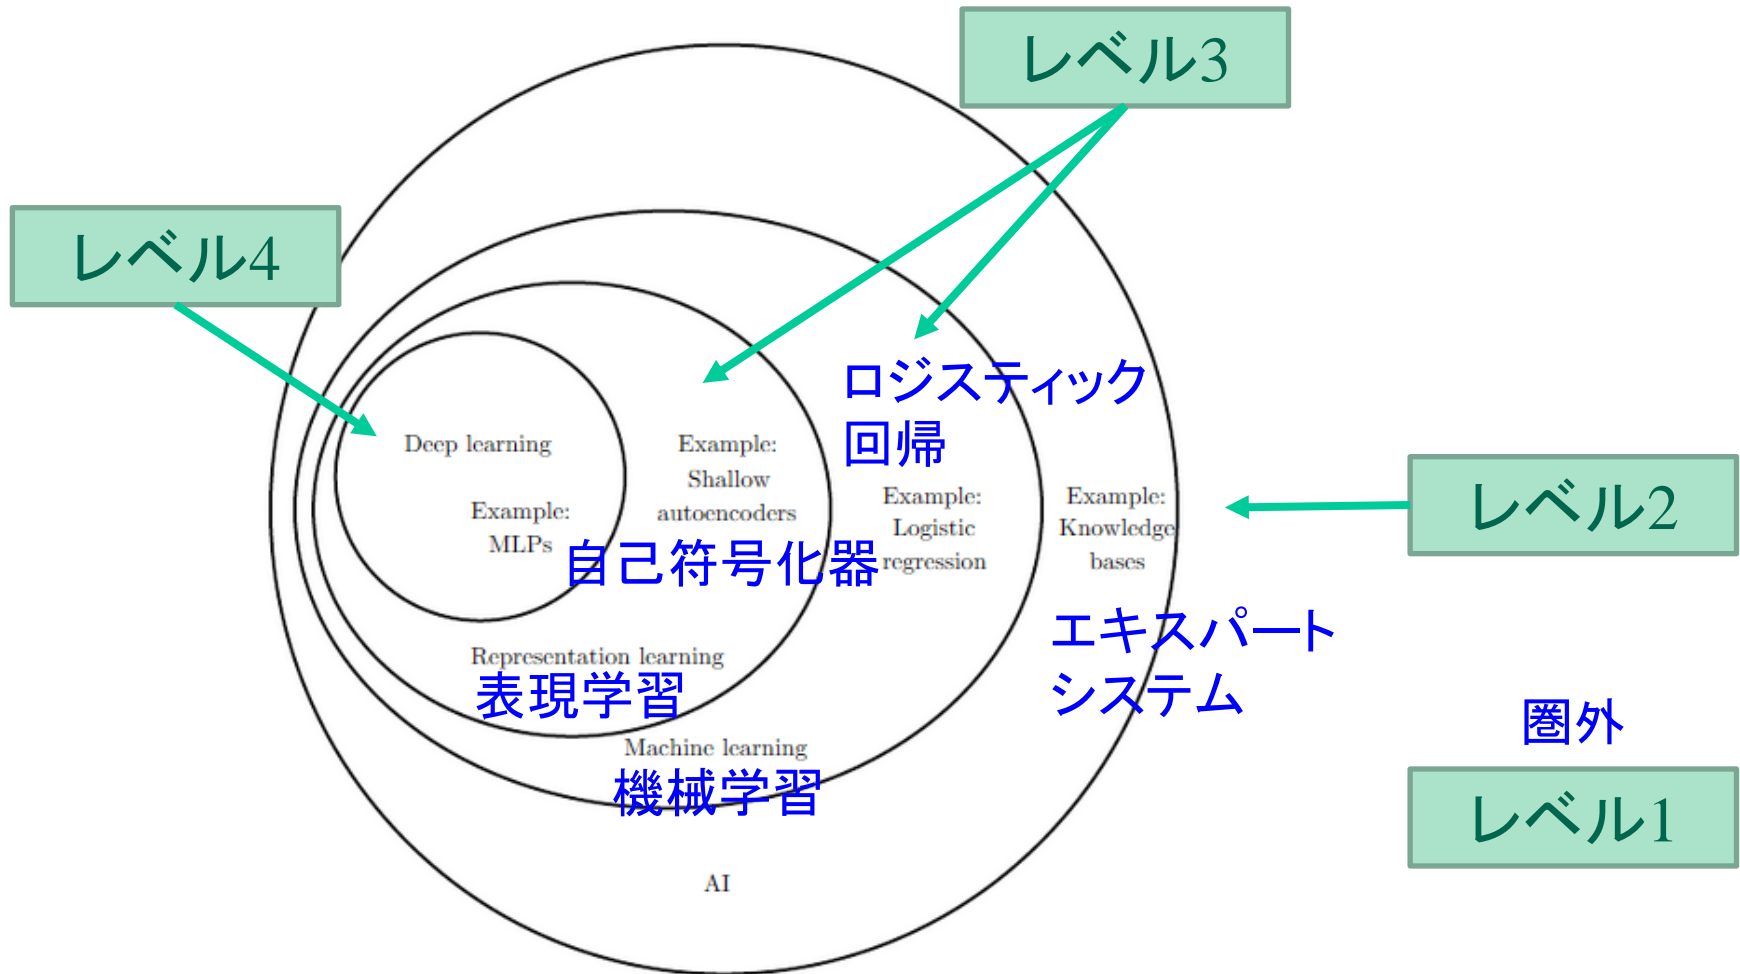 レベル3
レベル4
ロジスティック
回帰
Deep learning
Example:
MLPs
Example:
Shallow
autoencoders
自己符号化器
Example:
Logistic
regression
Example:
Knowledge
bases
レベル2
エキスパート
システム
Representation learning
表現学習
Machine learning
機械学習
圏外
レベル1
AI